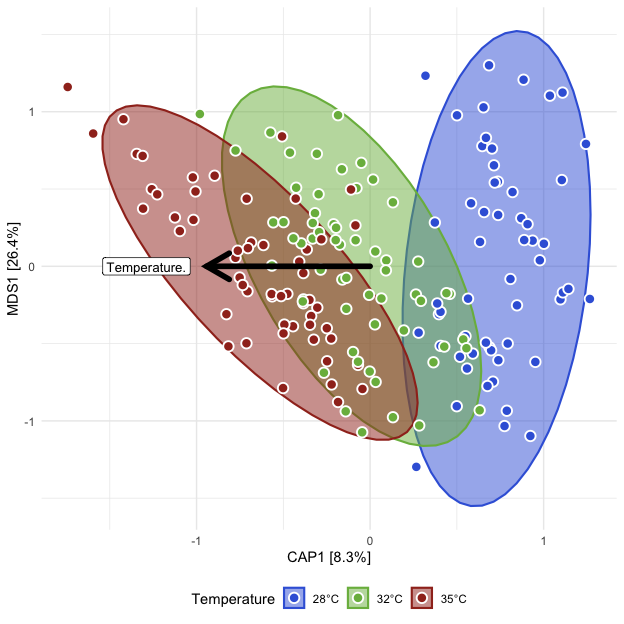 1
0
-1
MDS1 [26.4%]
Temperature.
-1
0
1
CAP1 [8.3%]
Temperature 28°C 32°C 35°C